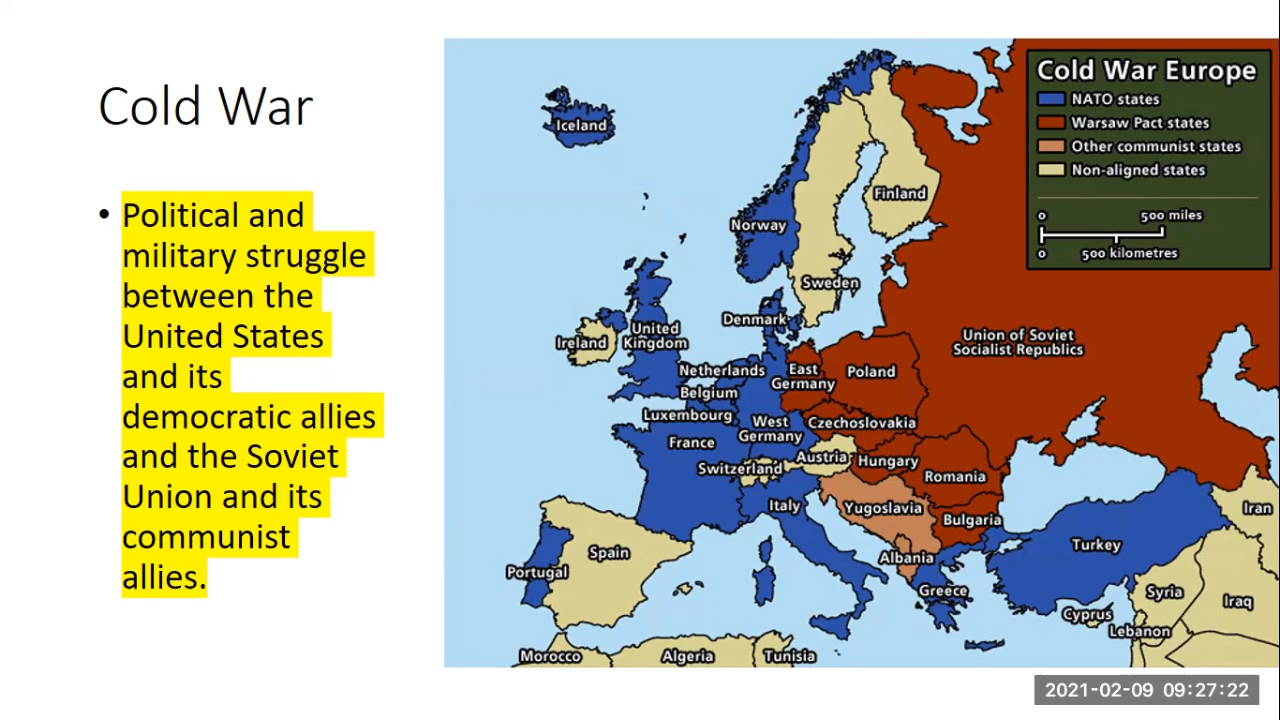 Cold War
• Political and
military struggle
between the
United States
and its
democratic allies
and the Soviet
Union and its
communist
allies.
Cold War Europe
NATO states
Warsaw Pact states
Other communist states
Non-aligned states
0 500 miles
0 500 kilometres
Iceland
Finland
Norway
Sweden
Denmark
United
Kingdom
Ireland
Union of Soviet
Socialist Republics
Netherlands
East
Germany
Poland
Belgium
Luxembourg
West
Germany
Czechoslovakia
France
Switzerland
Austria
Hungary
Romania
Italy
Yugoslavia
Bulgaria
Iran
Spain
Albania
Turkey
Portugal
Greece
Syria
Iraq
Cyprus
Lebanon
Morocco
Algeria
Tunisia
2021-02-09 09:27:22